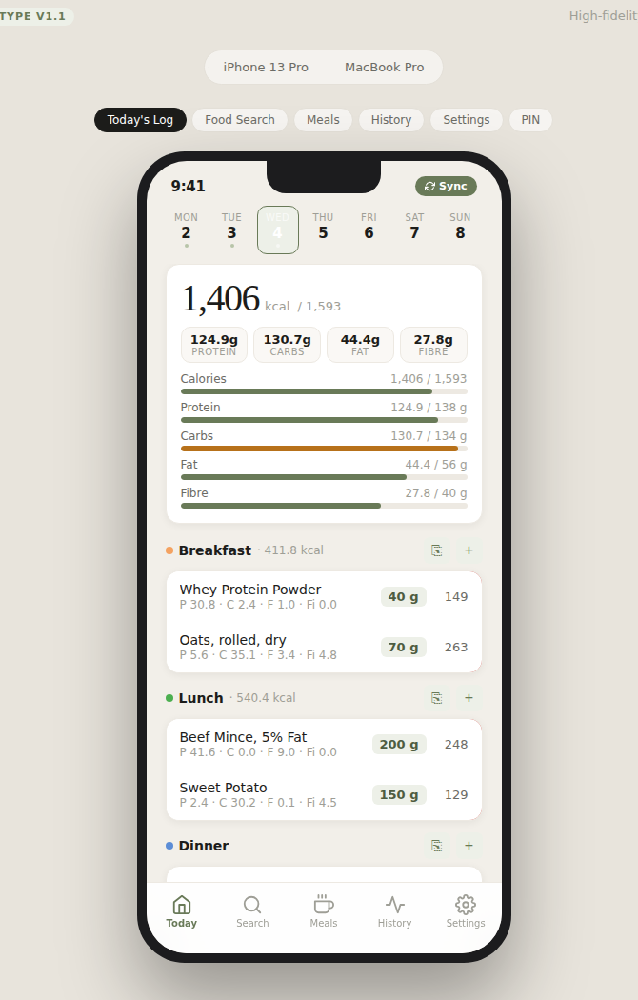 TYPE V1.1
High-fidelit
iPhone 13 Pro
MacBook Pro
Today's Log
Food Search
Meals
History
Settings
PIN
9:41
Sync
MON TUE WED THU FRI SAT SUN
2 3 4 5 6 7 8
1,406 kcal / 1,593
124.9g 130.7g 44.4g 27.8g
PROTEIN CARBS FAT FIBRE
Calories 1,406 / 1,593
Protein 124.9 / 138 g
Carbs 130.7 / 134 g
Fat 44.4 / 56 g
Fibre 27.8 / 40 g
Breakfast · 411.8 kcal +
Whey Protein Powder 40 g 149
P 30.8 · C 2.4 · F 1.0 · Fi 0.0
Oats, rolled, dry 70 g 263
P 5.6 · C 35.1 · F 3.4 · Fi 4.8
Lunch · 540.4 kcal +
Beef Mince, 5% Fat 200 g 248
P 41.6 · C 0.0 · F 9.0 · Fi 0.0
Sweet Potato 150 g 129
P 2.4 · C 30.2 · F 0.1 · Fi 4.5
Dinner +
Today Search Meals History Settings